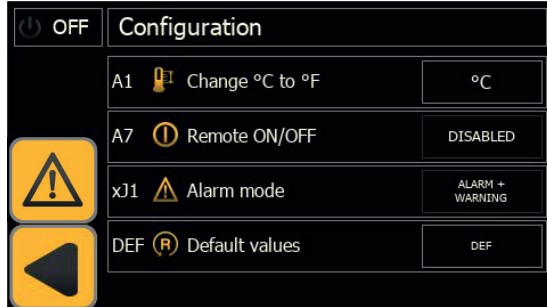 OFF Configuration
A1 Change °C to °F °C
A7 Remote ON/OFF DISABLED
xJ1 Alarm mode ALARM +
WARNING
DEF R Default values DEF